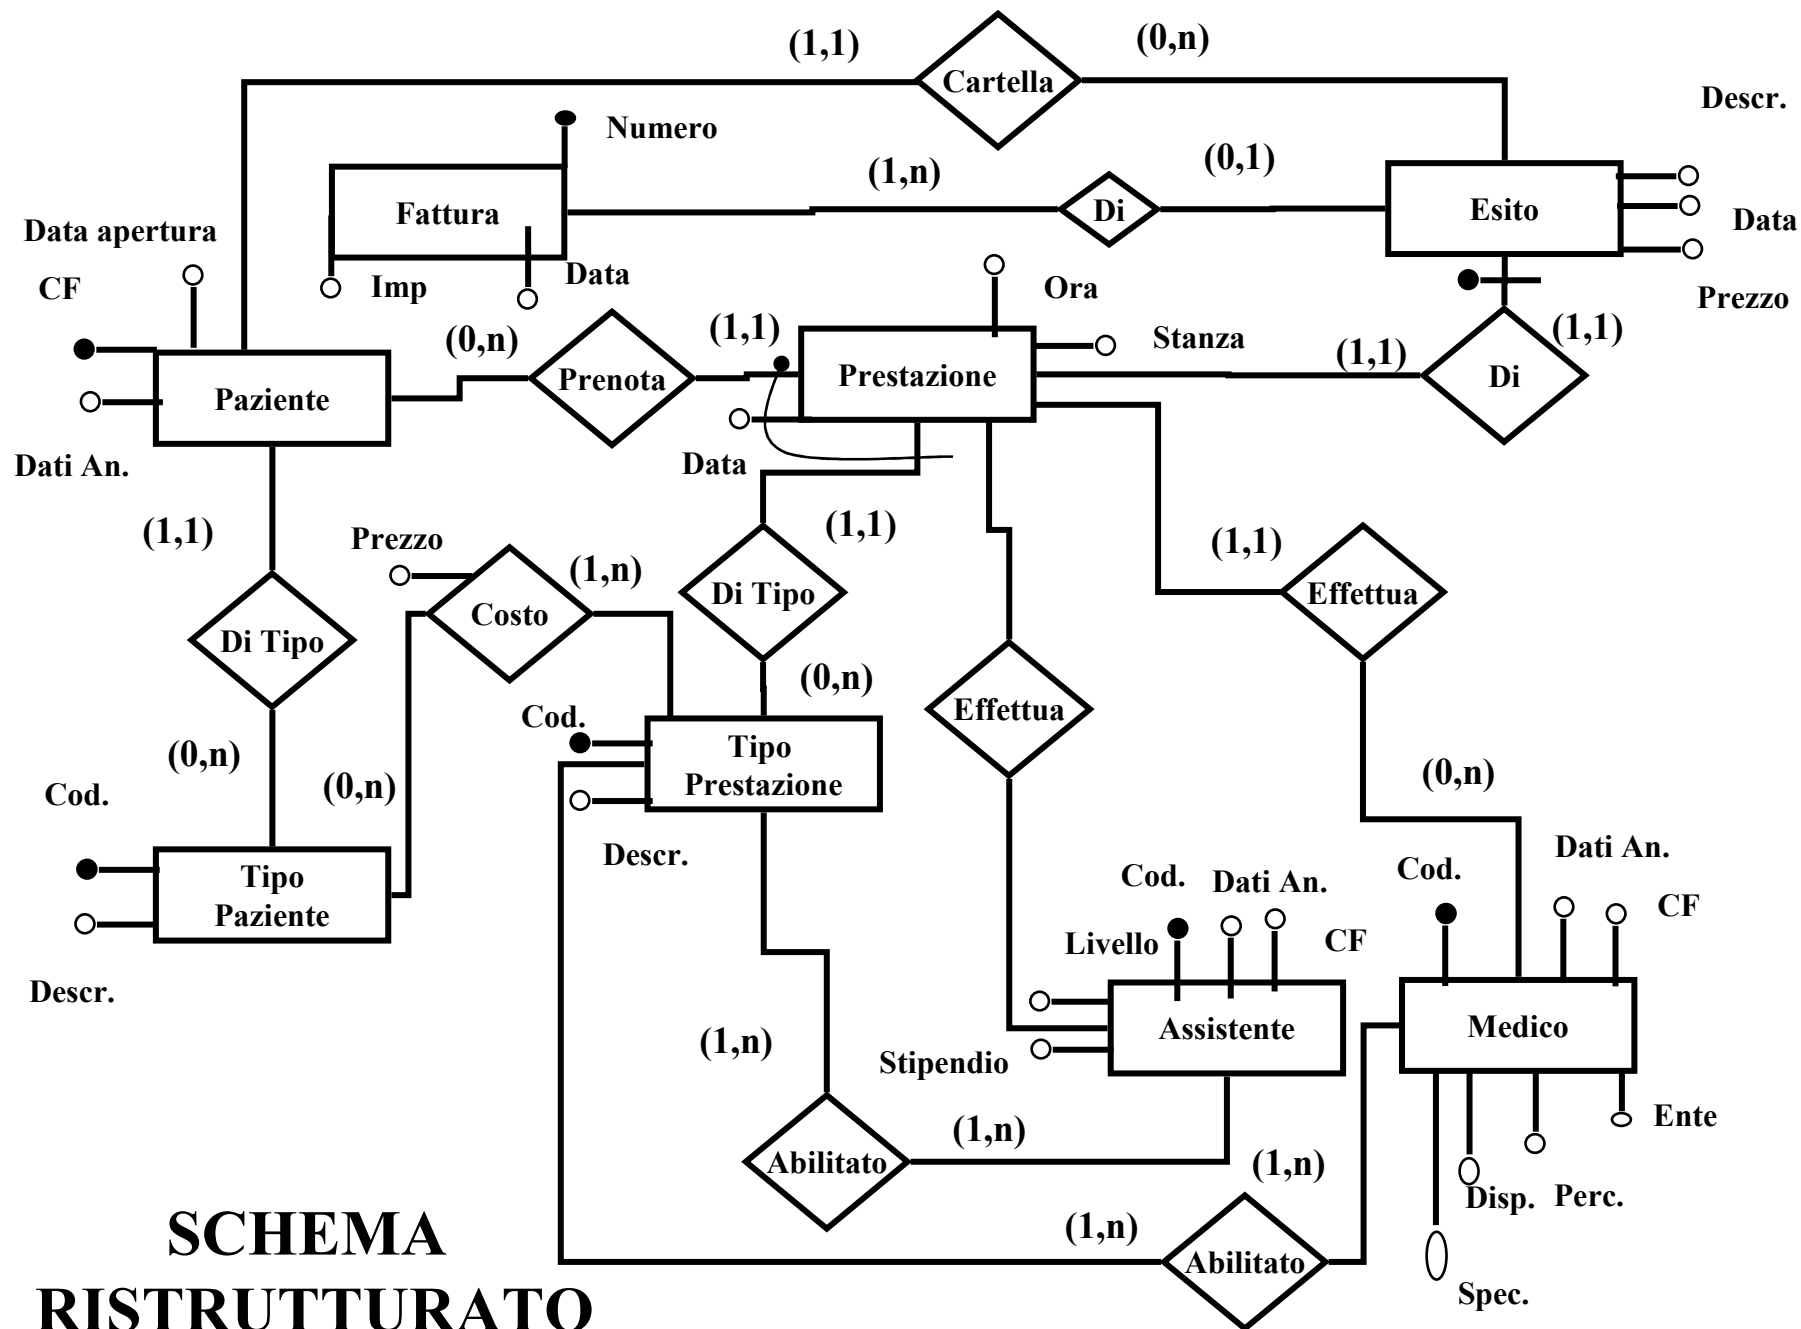 (1,1)
(0,n)
Cartella
Descr.
Numero
(1,n)
(0,1)
Fattura
Di
Esito
Data apertura
Data
CF
Imp
Data
Ora
Prezzo
(0,n)
(1,1)
Stanza
(1,1)
(1,1)
Paziente
Prenota
Prestazione
Di
Dati An.
Data
(1,1)
Prezzo
(1,n)
(1,1)
(1,1)
Di Tipo
Costo
Di Tipo
Effettua
(0,n)
(0,n)
(0,n)
Cod.
Effettua
Cod.
Tipo
Prestazione
(0,n)
Descr.
Tipo
Paziente
Descr.
Cod.
Dati An.
Livello
CF
Cod.
Dati An.
CF
(1,n)
Stipendio
Assistente
Medico
Ente
Abilitato
(1,n)
(1,n)
Disp.
Perc.
(1,n)
Abilitato
Spec.
SCHEMA
RISTRUTTURATO